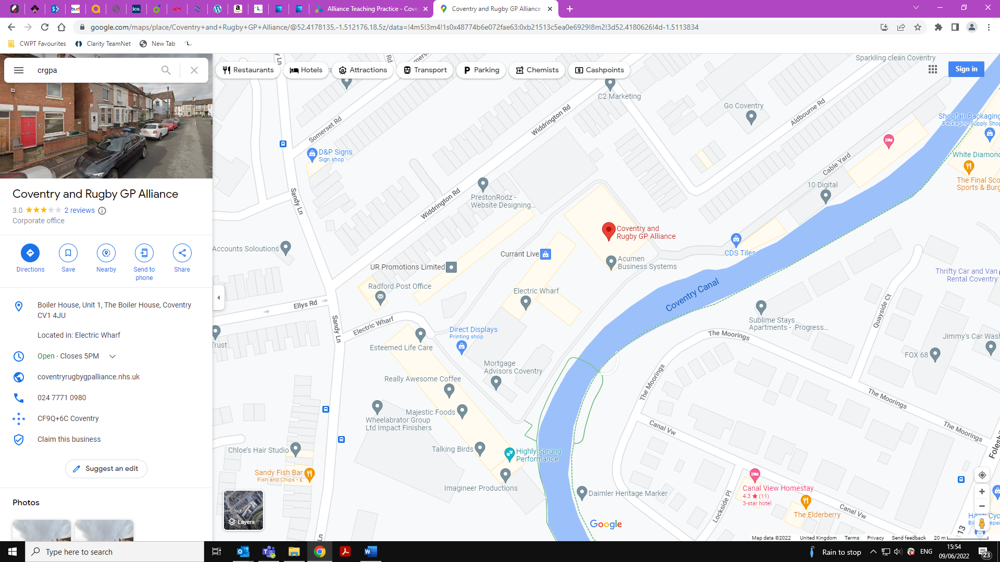 Alliance Teaching Practice - Cove
Coventry and Rugby GP Alliance
google.com/maps/place/Coventry+and+Rugby+GP+Alliance/@52.4178135,-1.512176,18.5z/data=!4m5!3m4!1s0x48774b6e072fae63:0xb21513c5ea0e6929!8m2!3d52.4180626!4d-1.5113834
CWPT Favourites
Clarity TeamNet
New Tab
crgpa
Restaurants
Hotels
Attractions
Transport
Parking
Chemists
Cashpoints
Sign in
Coventry and Rugby GP Alliance
3.0
2 reviews
Corporate office
Directions
Save
Nearby
Send to
phone
Share
Boiler House, Unit 1, The Boiler House, Coventry
CV1 4JU
Located in: Electric Wharf
Open · Closes 5PM
coventryrugbygpalliance.nhs.uk
024 7771 0980
CF9Q+6C Coventry
Claim this business
Suggest an edit
Photos
Sparkling clean Coventry
C2 Marketing
Go Coventry
Aldbourne Rd
Shopfair Packaging
Packaging Supply Shop
Somerset Rd
Widdrington Rd
D&P Signs
Sign shop
White Diamond
Cable Yard
The Final Sco
Sports & Burg
10 Digital
Sandy Ln
Widdrington Rd
PrestonRodz -
Website Designing...
Coventry and
Rugby GP Alliance
Accounts Soloutions
Currant Live
CDS Tiles
Acumen
Business Systems
UR Promotions Limited
Thrifty Car and Van
Rental Coventry
Radford Post Office
Electric Wharf
Coventry Canal
Ellys Rd
Quayside Ct
Sublime Stays
Apartments - Progress...
Sandy Ln
Electric Wharf
Direct Displays
Printing shop
The Moorings
Jimmy's Car Wash
Trust
Esteemed Life Care
FOX 68
Mortgage
Advisors Coventry
Really Awesome Coffee
The Moorings
The Moorings
Majestic Foods
Wheelabrator Group
Ltd Impact Finishers
Canal Vw
The Moorings
Chloe's Hair Studio
Talking Birds
Highly Sprung
Performance
Sandy Fish Bar
Fish and Chips · £
Imagineer Productions
Daimler Heritage Marker
Canal View Homestay
4.3 ★ (11)
3-star hotel
Lockside Pl
The Elderberry
Canal Vw
Layers
Google
Map data ©2022
United Kingdom
Terms
Privacy
Send feedback
20 m
Type here to search
Rain to stop
ENG
15:54
09/06/2022
23